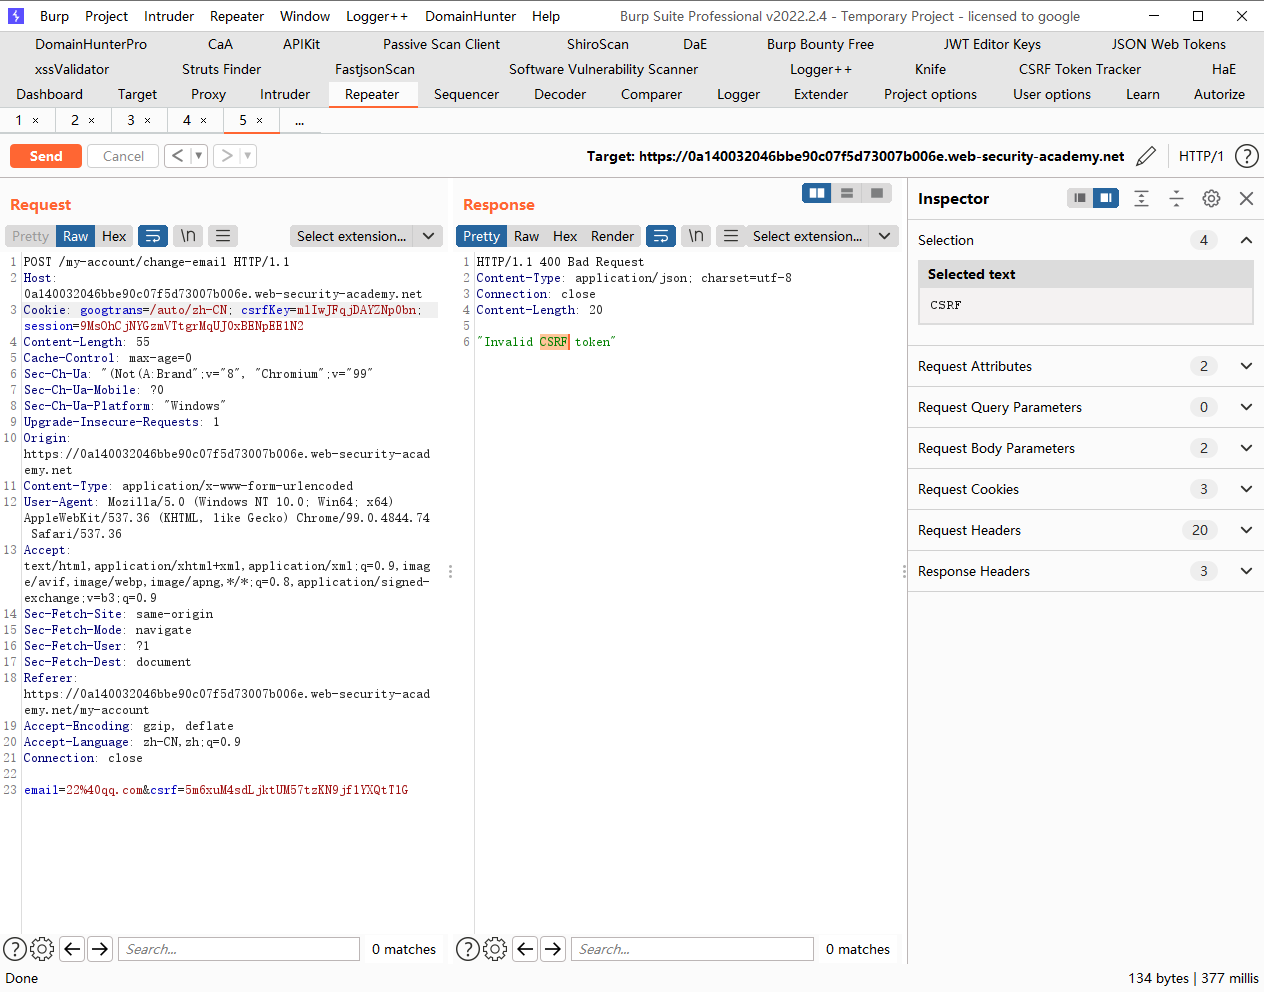 Burp Project Intruder Repeater Window Logger++ DomainHunter Help Burp Suite Professional v2022.2.4 - Temporary Project - licensed to google
DomainHunterPro CaA APIKit Passive Scan Client ShiroScan DaE Burp Bounty Free JWT Editor Keys JSON Web Tokens
xssValidator Struts Finder FastjsonScan Software Vulnerability Scanner Logger++ Knife CSRF Token Tracker HaE
Dashboard Target Proxy Intruder Repeater Sequencer Decoder Comparer Logger Extender Project options User options Learn Autorize
1 × 2 × 3 × 4 × 5 × ...
Send Cancel < > Target: https://0a140032046bbe90c07f5d73007b006e.web-security-academy.net HTTP/1 ?
Request
Pretty Raw Hex \n Select extension...
1 POST /my-account/change-email HTTP/1.1
2 Host:
0a140032046bbe90c07f5d73007b006e.web-security-academy.net
3 Cookie: googtrans=/auto/zh-CN; csrfKey=mlIwJFqjDAYZNp0bn;
session=9MsOhCjNYGzmVTtgrMqUJ0xBENpEE1N2
4 Content-Length: 55
5 Cache-Control: max-age=0
6 Sec-Ch-Ua: "(Not(A:Brand";v="8", "Chromium";v="99"
7 Sec-Ch-Ua-Mobile: ?0
8 Sec-Ch-Ua-Platform: "Windows"
9 Upgrade-Insecure-Requests: 1
10 Origin:
https://0a140032046bbe90c07f5d73007b006e.web-security-acad
emy.net
11 Content-Type: application/x-www-form-urlencoded
12 User-Agent: Mozilla/5.0 (Windows NT 10.0; Win64; x64)
AppleWebKit/537.36 (KHTML, like Gecko) Chrome/99.0.4844.74
Safari/537.36
13 Accept:
text/html,application/xhtml+xml,application/xml;q=0.9,imag
e/avif,image/webp,image/apng,*/*;q=0.8,application/signed-
exchange;v=b3;q=0.9
14 Sec-Fetch-Site: same-origin
15 Sec-Fetch-Mode: navigate
16 Sec-Fetch-User: ?1
17 Sec-Fetch-Dest: document
18 Referer:
https://0a140032046bbe90c07f5d73007b006e.web-security-acad
emy.net/my-account
19 Accept-Encoding: gzip, deflate
20 Accept-Language: zh-CN,zh;q=0.9
21 Connection: close
22
23 email=22%40qq.com&csrf=5m6xuM4sdLjktUM57tzKN9jflYXQtTlG
? Search... 0 matches
Response
Pretty Raw Hex Render \n Select extension...
1 HTTP/1.1 400 Bad Request
2 Content-Type: application/json; charset=utf-8
3 Connection: close
4 Content-Length: 20
5
6 "Invalid CSRF token"
? Search... 0 matches
Inspector
Selection 4
Selected text
CSRF
Request Attributes 2
Request Query Parameters 0
Request Body Parameters 2
Request Cookies 3
Request Headers 20
Response Headers 3
Done 134 bytes | 377 millis